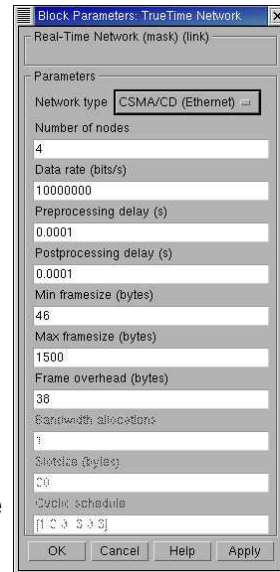 Block Parameters: TrueTime Network
Real-Time Network (mask) (link)
Parameters
Network type CSMA/CD (Ethernet)
Number of nodes
4
Data rate (bits/s)
10000000
Preprocessing delay (s)
0.0001
Postprocessing delay (s)
0.0001
Min framesize (bytes)
46
Max framesize (bytes)
1500
Frame overhead (bytes)
38
Bandwidth allocations
1
Slotsize (bytes)
Cyclic schedule
e
OK Cancel Help Apply